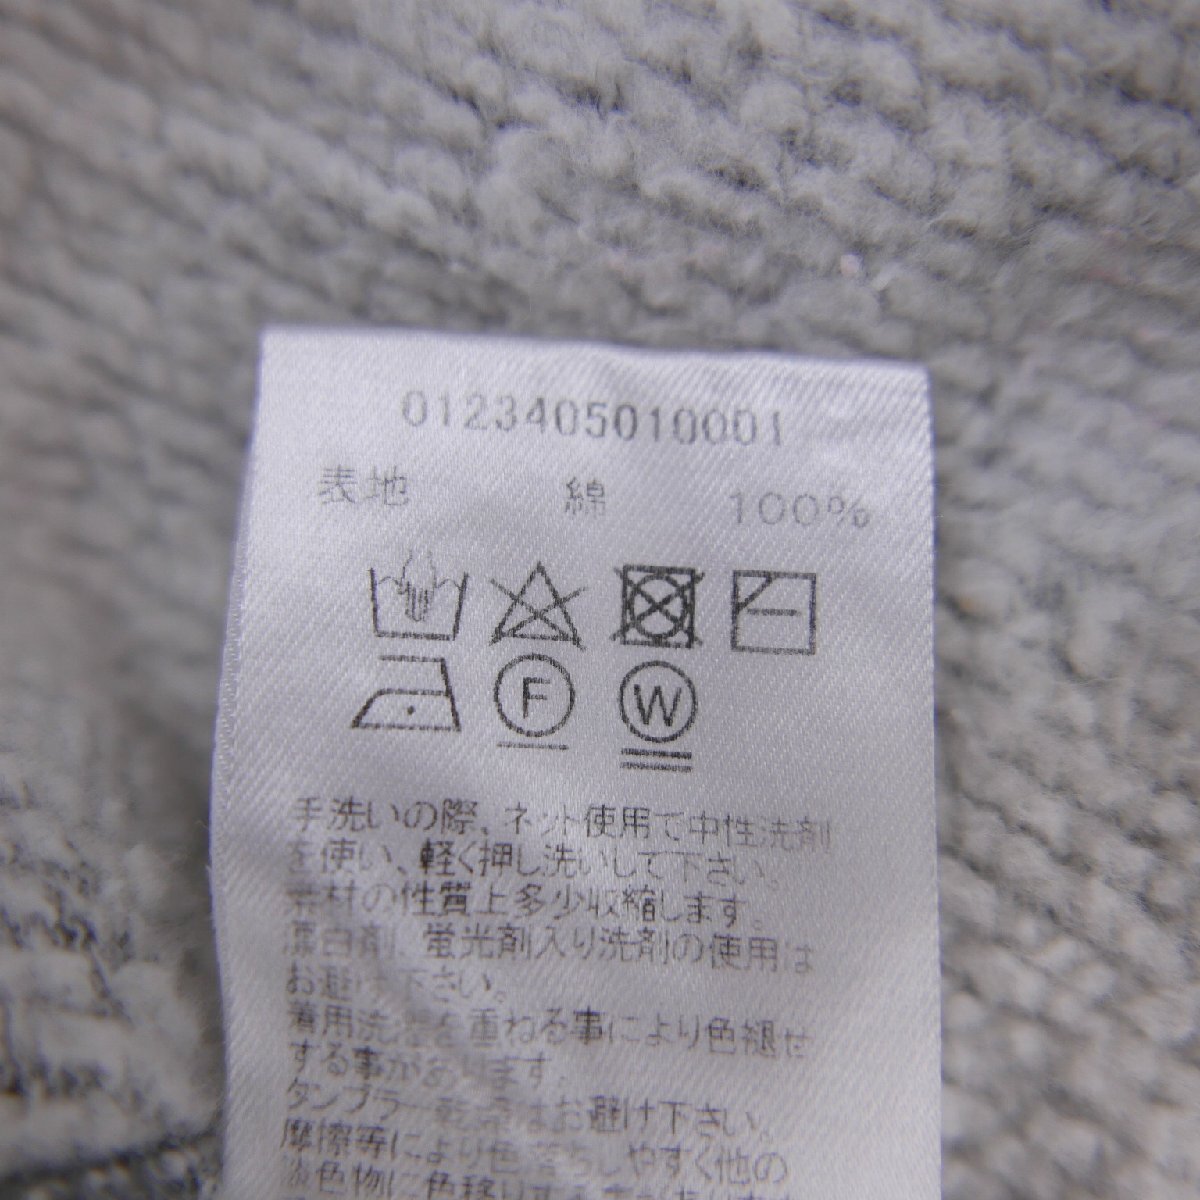 0123405010001
表地 綿 100%
F W
手洗いの際、ネット使用で中性洗剤
を使い、軽く押し洗いして下さい。
素材の性質上多少収縮します。
漂白剤、蛍光剤入り洗剤の使用は
お避け下さい。
着用洗濯を重ねる事により色褪せ
する事があります。
タンブラー乾燥はお避け下さい。
摩擦等により色落ちしやすく他の
淡色物に色移りする